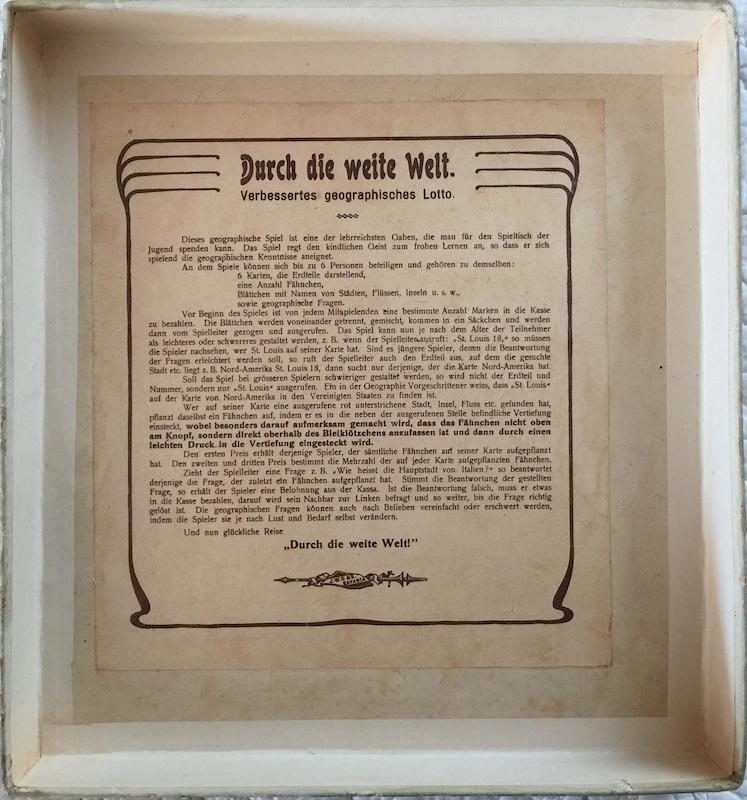 Durch die weite Welt.
Verbessertes geographisches Lotto.
Dieses geographische Spiel ist eine der lehrreichsten Gaben, die man für den Spieltisch der
Jugend spenden kann. Das Spiel regt den kindlichen Geist zum frohen Lernen an, so dass er sich
spielend die geographischen Kenntnisse aneignet.
An dem Spiele können sich bis zu 6 Personen beteiligen und gehören zu demselben:
6 Karten, die Erdteile darstellend,
eine Anzahl Fähnchen,
Blättchen mit Namen von Städten, Flüssen, Inseln u. s. w.,
sowie geographische Fragen.
Vor Beginn des Spieles ist von jedem Mitspielenden eine bestimmte Anzahl Marken in die Kasse
zu bezahlen. Die Blättchen werden voneinander getrennt, gemischt, kommen in ein Säckchen und werden
dann vom Spielleiter gezogen und ausgerufen. Das Spiel kann nun je nach dem Alter der Teilnehmer
als leichteres oder schwereres gestaltet werden, z. B. wenn der Spielleiter ausruft: „St. Louis 18,“ so müssen
die Spieler nachsehen, wer St. Louis auf seiner Karte hat. Sind es jüngere Spieler, denen die Beantwortung
der Fragen erleichtert werden soll, so ruft der Spielleiter auch den Erdteil aus, auf dem die gesuchte
Stadt etc. liegt z. B. Nord-Amerika St. Louis 18, dann sucht nur derjenige, der die Karte Nord-Amerika hat.
Soll das Spiel bei grösseren Spielern schwieriger gestaltet werden, so wird nicht der Erdteil und
Nummer, sondern nur „St. Louis“ ausgerufen. Ein in der Geographie Vorgeschrittener weiss, dass „St. Louis“
auf der Karte von Nord-Amerika in den Vereinigten Staaten zu finden ist.
Wer auf seiner Karte eine ausgerufene rot unterstrichene Stadt, Insel, Fluss etc. gefunden hat,
pflanzt daselbst ein Fähnchen auf, indem er es in die neben der ausgerufenen Stelle befindliche Vertiefung
einsteckt, wobei besonders darauf aufmerksam gemacht wird, dass das Fähnchen nicht oben
am Knopf, sondern direkt oberhalb des Bleiklötzchens anzufassen ist und dann durch einen
leichten Druck in die Vertiefung eingesteckt wird.
Den ersten Preis erhält derjenige Spieler, der sämtliche Fähnchen auf seiner Karte aufgepflanzt
hat. Den zweiten und dritten Preis bestimmt die Mehrzahl der auf jeder Karte aufgepflanzten Fähnchen.
Zieht der Spielleiter eine Frage z. B. „Wie heisst die Hauptstadt von Italien?“ so beantwortet
derjenige die Frage, der zuletzt ein Fähnchen aufgepflanzt hat. Stimmt die Beantwortung der gestellten
Frage, so erhält der Spieler eine Belohnung aus der Kassa. Ist die Beantwortung falsch, muss er etwas
in die Kasse bezahlen, darauf wird sein Nachbar zur Linken befragt und so weiter, bis die Frage richtig
gelöst ist. Die geographischen Fragen können auch nach Belieben vereinfacht oder erschwert werden,
indem die Spieler sie je nach Lust und Bedarf selbst verändern.
Und nun glückliche Reise
„Durch die weite Welt!“
BAVARIA